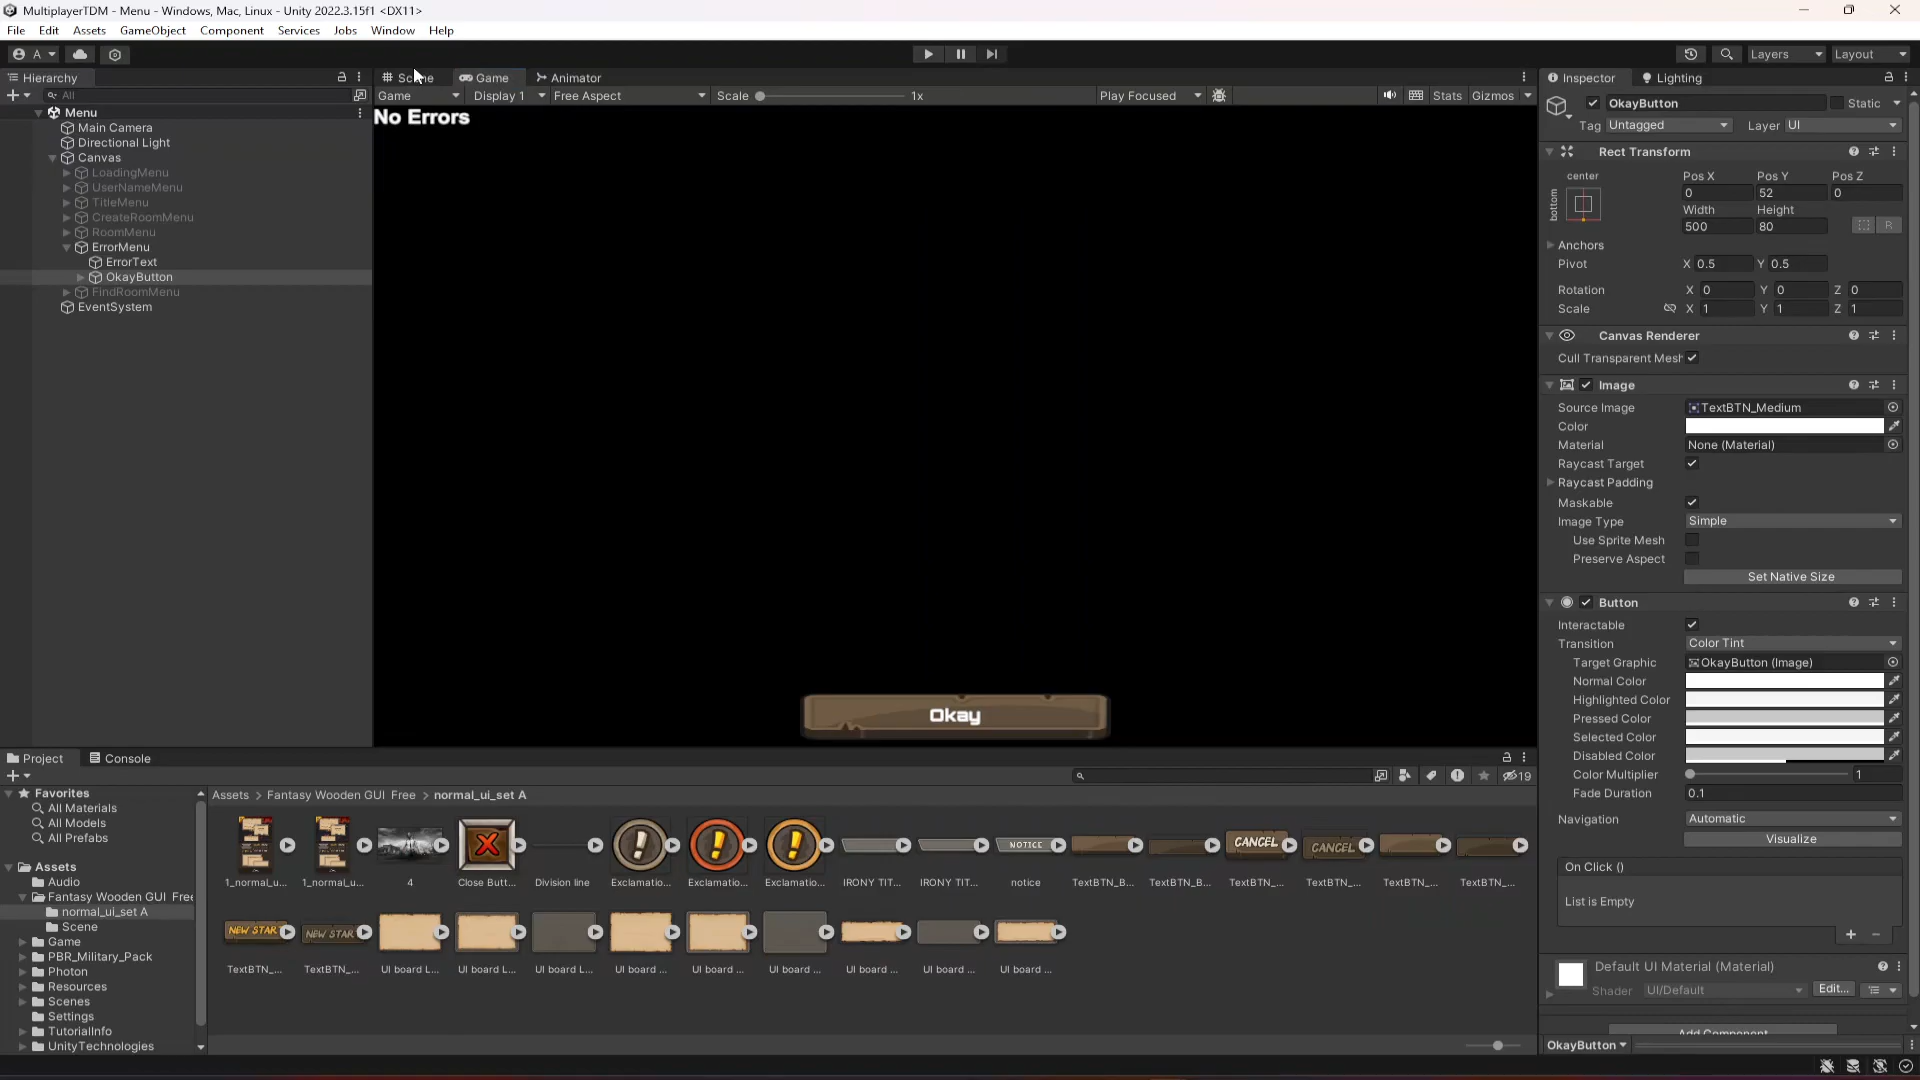 MultiplayerTDM - Menu - Windows, Mac, Linux - Unity 2022.3.15f1 <DX11>
File Edit Assets GameObject Component Services Jobs Window Help
A Layers Layout
Hierarchy
Game Animator
Inspector Lighting
All
Game Display 1 Free Aspect Scale 1x Play Focused Stats Gizmos
Menu
Main Camera
Directional Light
Canvas
LoadingMenu
UserNameMenu
TitleMenu
CreateRoomMenu
RoomMenu
ErrorMenu
ErrorText
OkayButton
FindRoomMenu
EventSystem
No Errors
Okay
OkayButton Static
Tag Untagged Layer UI
Rect Transform
center Pos X Pos Y Pos Z
bottom 0 52 0
Width Height
500 80 R
Anchors
Pivot X 0.5 Y 0.5
Rotation X 0 Y 0 Z 0
Scale X 1 Y 1 Z 1
Canvas Renderer
Cull Transparent Mesh
Image
Source Image TextBTN_Medium
Color
Material None (Material)
Raycast Target
Raycast Padding
Maskable
Image Type Simple
Use Sprite Mesh
Preserve Aspect
Set Native Size
Button
Interactable
Transition Color Tint
Target Graphic OkayButton (Image)
Normal Color
Highlighted Color
Pressed Color
Selected Color
Disabled Color
Color Multiplier 1
Fade Duration 0.1
Navigation Automatic
Visualize
On Click ()
List is Empty
Default UI Material (Material)
Shader UI/Default Edit...
Add Component
OkayButton
Project Console
19
Favorites
All Materials
All Models
All Prefabs
Assets
Audio
Fantasy Wooden GUI Free
normal_ui_set A
Scene
Game
PBR_Military_Pack
Photon
Resources
Scenes
Settings
TutorialInfo
UnityTechnologies
Assets > Fantasy Wooden GUI Free > normal_ui_set A
NOTICE CANCEL CANCEL
1_normal_u... 1_normal_u... 4 Close Butt... Division line Exclamatio... Exclamatio... Exclamatio... IRONY TIT... IRONY TIT... notice TextBTN_B... TextBTN_B... TextBTN_... TextBTN_... TextBTN_... TextBTN_...
NEW STAR NEW STAR
TextBTN_... TextBTN_... UI board L... UI board L... UI board L... UI board ... UI board ... UI board ... UI board ... UI board ... UI board ...